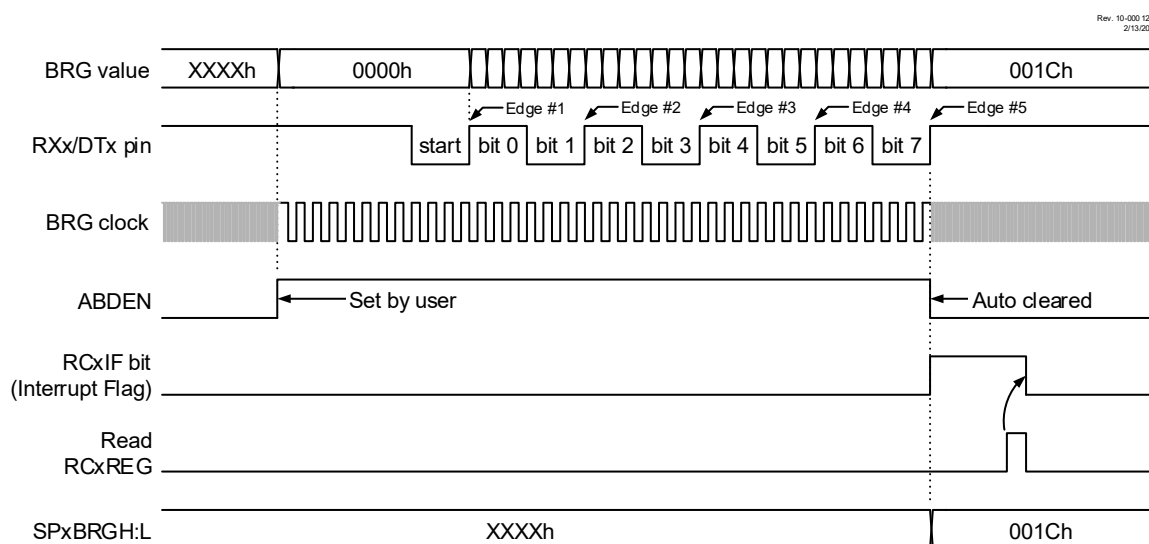 Rev. 10-000 12
2/13/20
BRG value XXXXh 0000h 001Ch
Edge #1 Edge #2 Edge #3 Edge #4 Edge #5
RXx/DTx pin start bit 0 bit 1 bit 2 bit 3 bit 4 bit 5 bit 6 bit 7
BRG clock
ABDEN Set by user Auto cleared
RCxIF bit
(Interrupt Flag)
Read
RCxREG
SPxBRGH:L XXXXh 001Ch